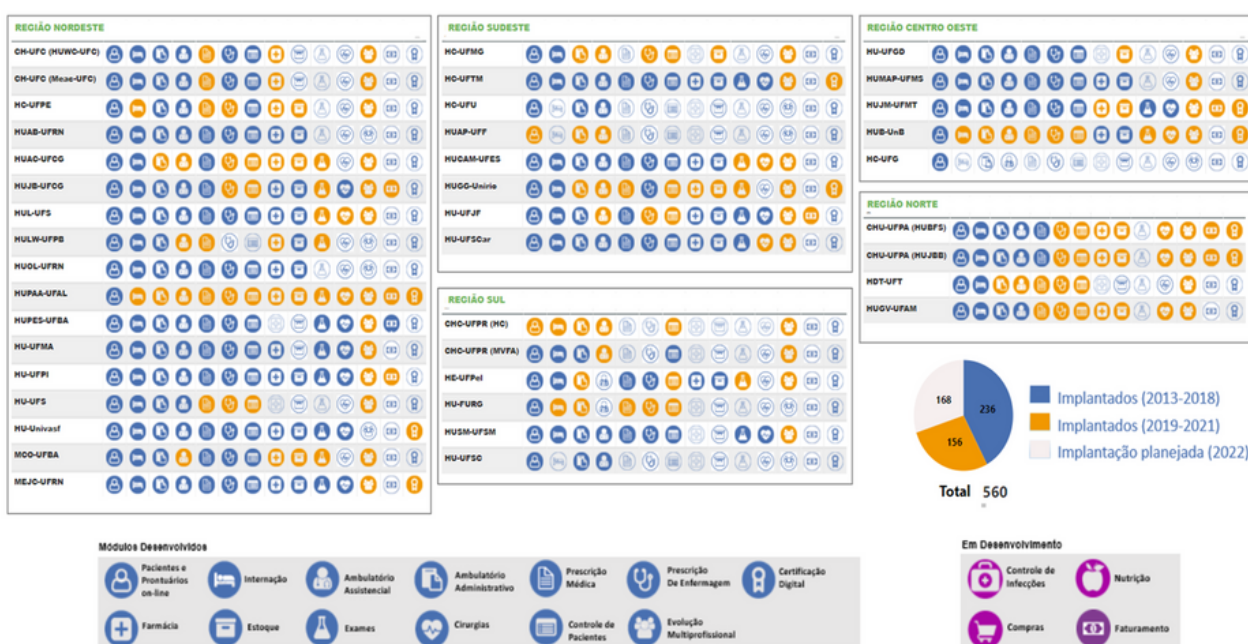 REGIÃO NORDESTE
CH-UFC (HUWC-UFC)
CH-UFC (Meac-UFC)
HC-UFPE
HUAB-UFRN
HUAC-UFCG
HUJB-UFCG
HUL-UFS
HULW-UFPB
HUOL-UFRN
HUPAA-UFAL
HUPES-UFBA
HU-UFMA
HU-UFPI
HU-UFS
HU-Univasf
MCO-UFBA
MEJC-UFRN
REGIÃO SUDESTE
HC-UFMG
HC-UFTM
HC-UFU
HUAP-UFF
HUCAM-UFES
HUGG-Unirio
HU-UFJF
HU-UFSCar
REGIÃO SUL
CHC-UFPR (HC)
CHC-UFPR (MVFA)
HE-UFPel
HU-FURG
HUSM-UFSM
HU-UFSC
REGIÃO CENTRO OESTE
HU-UFGD
HUMAP-UFMS
HUJM-UFMT
HUB-UnB
HC-UFG
REGIÃO NORTE
CHU-UFPA (HUBFS)
CHU-UFPA (HUJBB)
HDT-UFT
HUGV-UFAM
168
236
156
Total 560
Implantados (2013-2018)
Implantados (2019-2021)
Implantação planejada (2022)
Módulos Desenvolvidos
Pacientes e
Prontuários
on-line
Internação
Ambulatório
Assistencial
Ambulatório
Administrativo
Prescrição
Médica
Prescrição
De Enfermagem
Certificação
Digital
Farmácia
Estoque
Exames
Cirurgias
Controle de
Pacientes
Evolução
Multiprofissional
Em Desenvolvimento
Controle de
Infecções
Nutrição
Compras
Faturamento